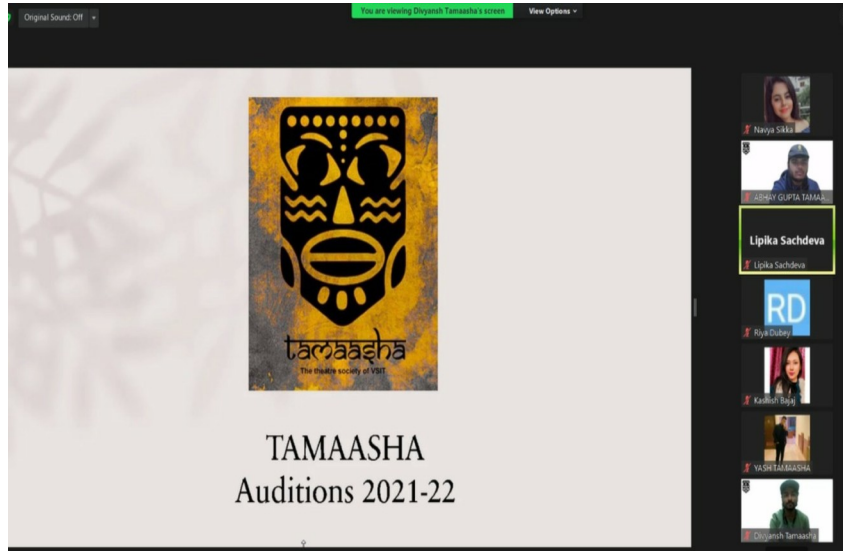 Original Sound: Off
You are viewing Divyansh Tamaasha's screen
View Options
tamaasha
The theatre society of VSIT
TAMAASHA
Auditions 2021-22
Navya Sikka
ABHAY GUPTA TAMAA...
Lipika Sachdeva
Lipika Sachdeva
RD
Riya Dubey
Kashish Bajaj
YASH TAMAASHA
Divyansh Tamaasha